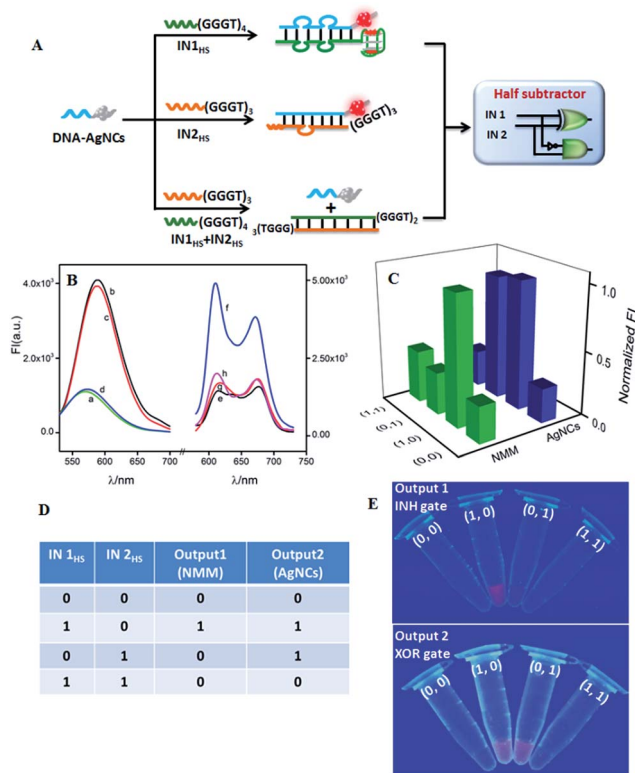 A
(GGGT)4
IN1HS
DNA-AgNCs
(GGGT)3
IN2HS
(GGGT)3
(GGGT)3
(GGGT)4
IN1HS+IN2HS
+
3(TGGG)
(GGGT)2
Half subtractor
IN 1
IN 2
B
FI(a.u.)
4.0x10³
2.0x10³
0.0
b
c
d
a
f
h
g
e
5.00x10³
2.50x10³
0.00
550 600 650 700
600 650 700 750
λ/nm
//
λ/nm
C
Normalized FI
1.0
0.5
0.0
(1,1)
(0,1)
(1,0)
(0,0)
NMM
AgNCs
D
IN 1HS IN 2HS Output1 (NMM) Output2 (AgNCs)
0 0 0 0
1 0 1 1
0 1 0 1
1 1 0 0
E
Output 1
INH gate
(0, 0)
(1, 0)
(0, 1)
(1, 1)
Output 2
XOR gate
(0, 0)
(1, 0)
(0, 1)
(1, 1)